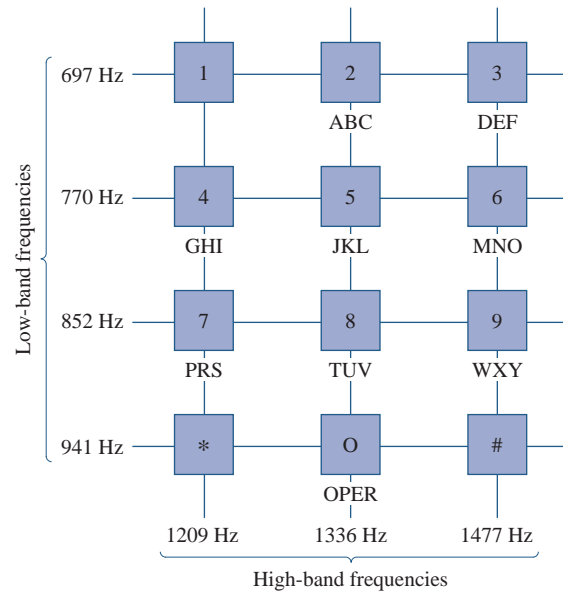 697 Hz 1 2 3
ABC DEF
770 Hz 4 5 6
GHI JKL MNO
Low-band frequencies
852 Hz 7 8 9
PRS TUV WXY
941 Hz * O #
OPER
1209 Hz 1336 Hz 1477 Hz
High-band frequencies